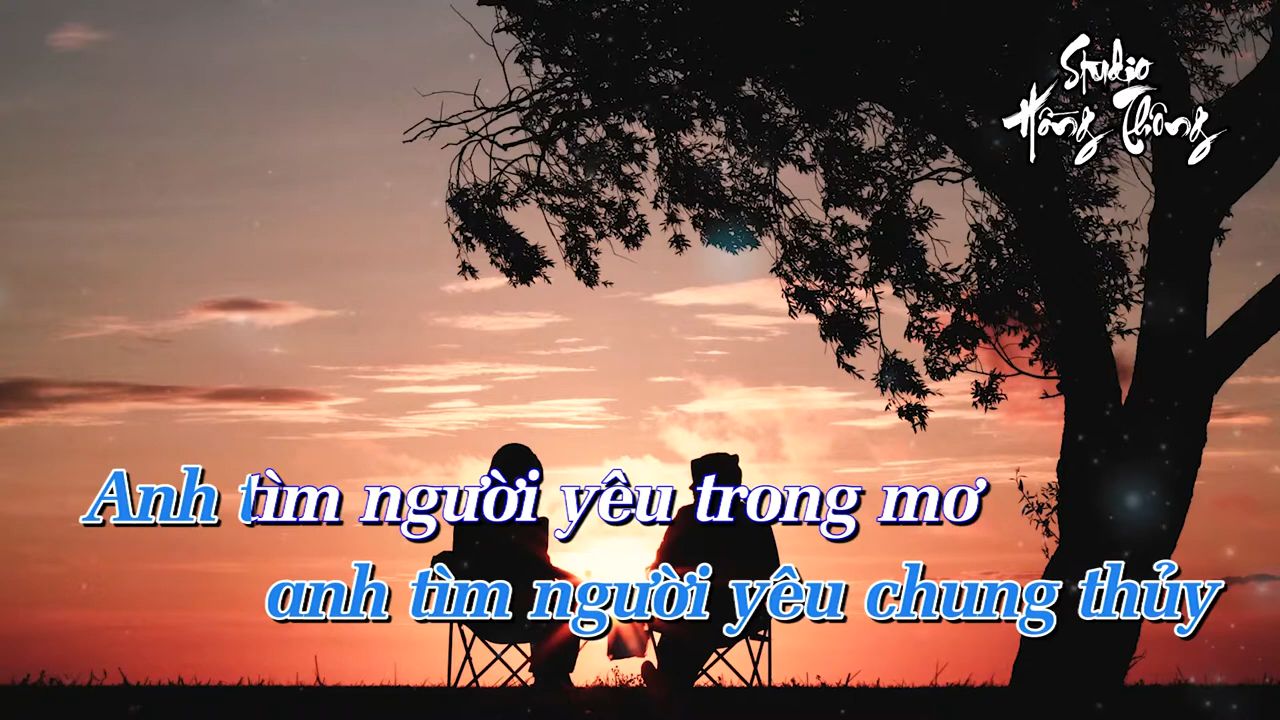 Studio
Hồng Thông
Anh tìm người yêu trong mơ
anh tìm người yêu chung thủy